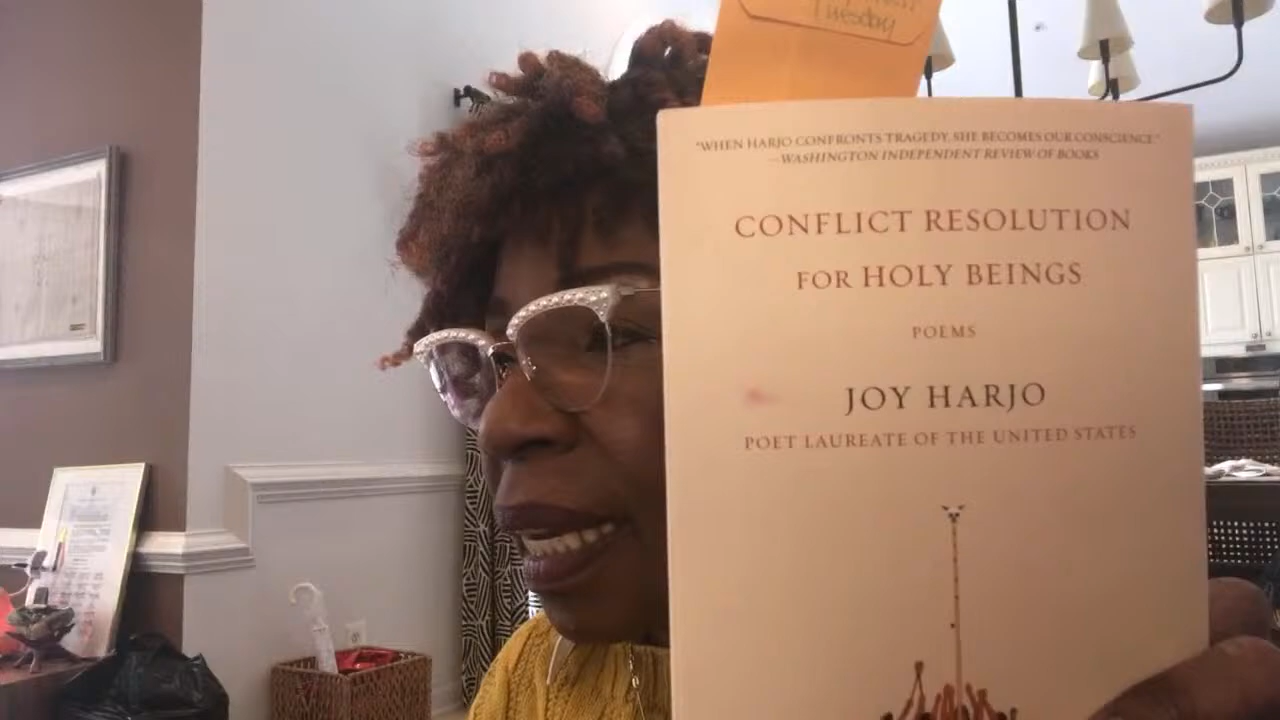 Tuesday
"WHEN HARJO CONFRONTS TRAGEDY, SHE BECOMES OUR CONSCIENCE."
—WASHINGTON INDEPENDENT REVIEW OF BOOKS
CONFLICT RESOLUTION
FOR HOLY BEINGS
POEMS
JOY HARJO
POET LAUREATE OF THE UNITED STATES